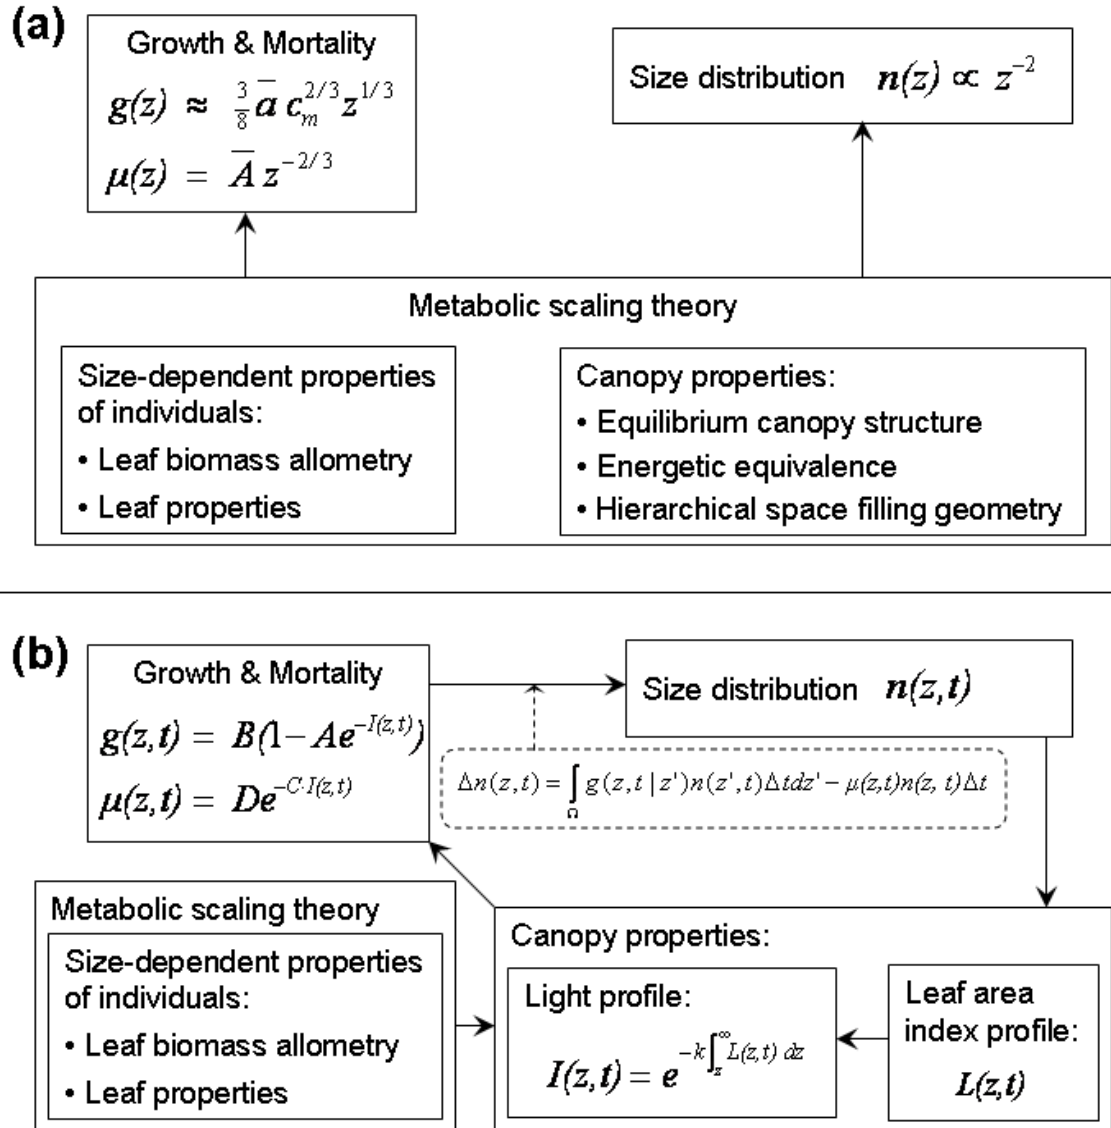 (a)
Growth & Mortality
g(z) ≈ 3/8 a̅ c_m^{2/3} z^{1/3}
μ(z) = A̅ z^{-2/3}
Size distribution n(z) ∝ z^{-2}
Metabolic scaling theory
Size-dependent properties
of individuals:
• Leaf biomass allometry
• Leaf properties
Canopy properties:
• Equilibrium canopy structure
• Energetic equivalence
• Hierarchical space filling geometry
(b)
Growth & Mortality
g(z,t) = B(1−Ae^{-I(z,t)})
μ(z,t) = De^{-C·I(z,t)}
Size distribution n(z,t)
Δn(z,t) = ∫_Ω g(z,t | z')n(z',t)Δtdz' − μ(z,t)n(z, t)Δt
Metabolic scaling theory
Size-dependent properties
of individuals:
• Leaf biomass allometry
• Leaf properties
Canopy properties:
Light profile:
I(z,t) = e^{-k∫_z^∞ L(z,t) dz}
Leaf area
index profile:
L(z,t)